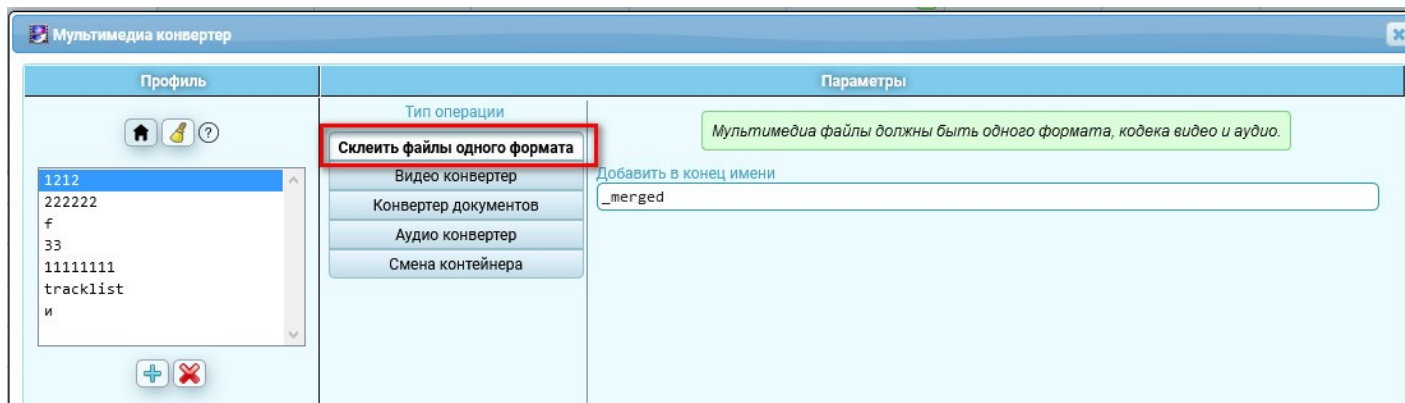 Мультимедиа конвертер
Профиль
Параметры
?
1212
222222
f
33
11111111
tracklist
и
Тип операции
Склеить файлы одного формата
Видео конвертер
Конвертер документов
Аудио конвертер
Смена контейнера
Мультимедиа файлы должны быть одного формата, кодека видео и аудио.
Добавить в конец имени
_merged